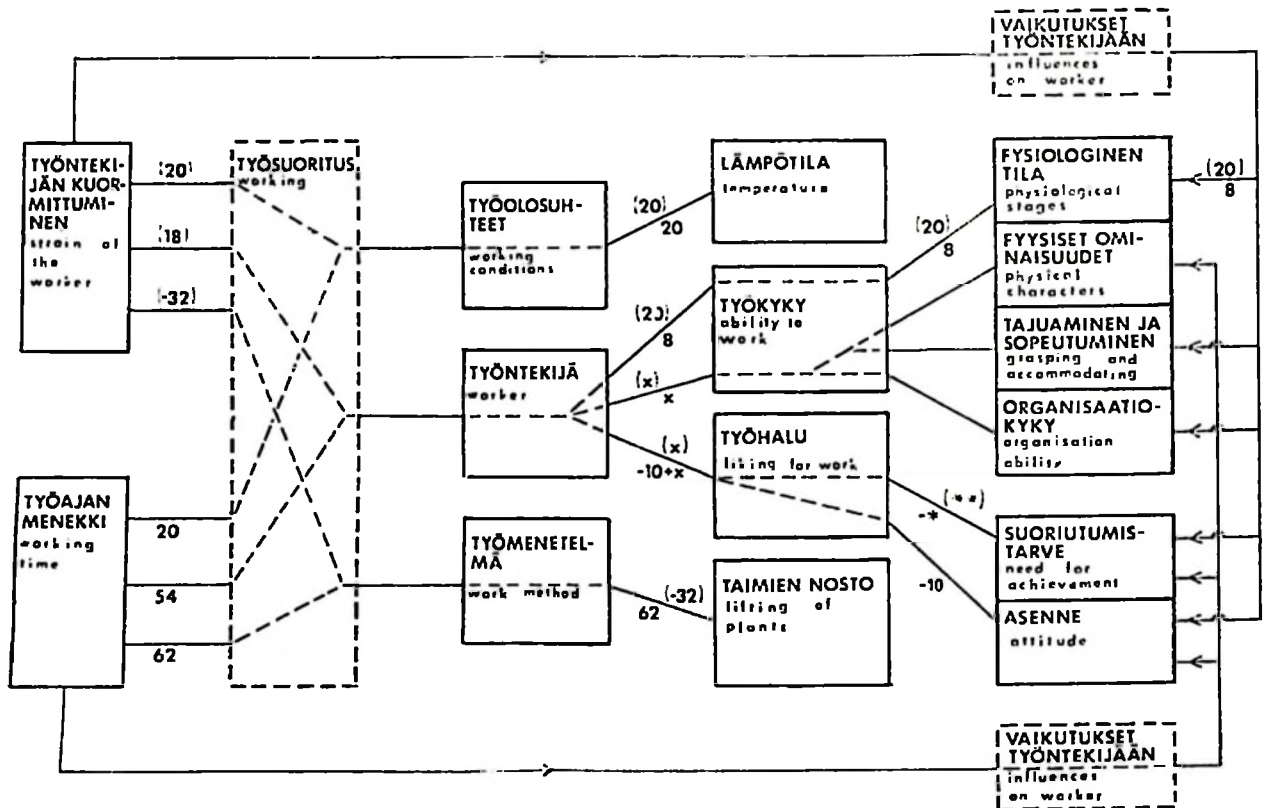 VAIKUTUKSET
TYÖNTEKIJÄÄN
influences
on worker
TYÖNTEKI-
JÄN KUOR-
MITTUMI-
NEN
strain of
the
worker
(20)
(18)
(-32)
TYÖSUORITUS
working
TYÖOLOSUH-
TEET
working
conditions
(20)
20
LÄMPÖTILA
temperature
(20)
8
FYSIOLOGINEN
TILA
physiological
stages
(20)
8
FYYSISET OMI-
NAISUUDET
physical
characters
TYÖKYKY
ability to
work
(20)
8
TAJUAMINEN JA
SOPEUTUMINEN
grasping and
accommodating
TYÖNTEKIJÄ
worker
(x)
x
ORGANISAATIO-
KYKY
organisation
ability
(x)
-10+x
TYÖHALU
liking for work
TYÖAJAN
MENEKKI
working
time
20
54
62
TYÖMENETEL-
MÄ
work method
(-32)
62
TAIMIEN NOSTO
lifting of
plants
(**)
-*
-10
SUORIUTUMIS-
TARVE
need for
achievement
ASENNE
attitude
VAIKUTUKSET
TYÖNTEKIJÄÄN
influences
on worker